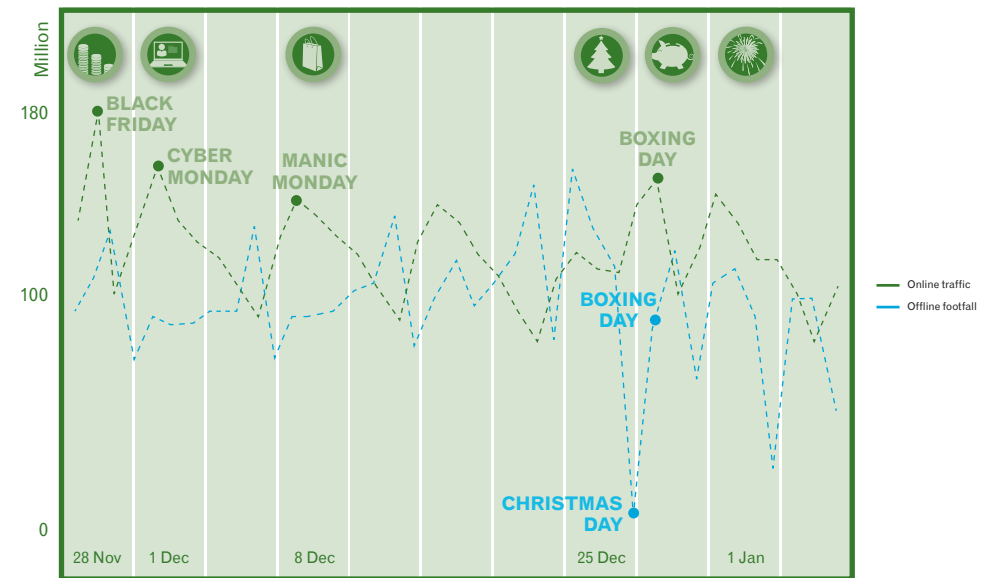 Million
180
100
0
BLACK
FRIDAY
CYBER
MONDAY
MANIC
MONDAY
BOXING
DAY
BOXING
DAY
CHRISTMAS
DAY
28 Nov
1 Dec
8 Dec
25 Dec
1 Jan
Online traffic
Offline footfall